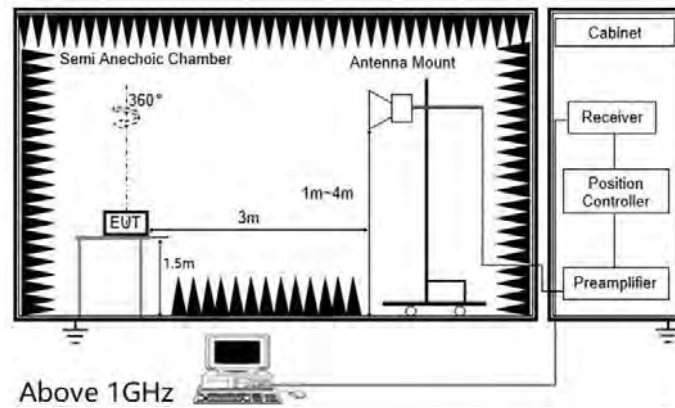 Semi Anechoic Chamber
Antenna Mount
Cabinet
360°
Receiver
1m~4m
Position
Controller
EUT
3m
1.5m
Preamplifier
Above 1GHz